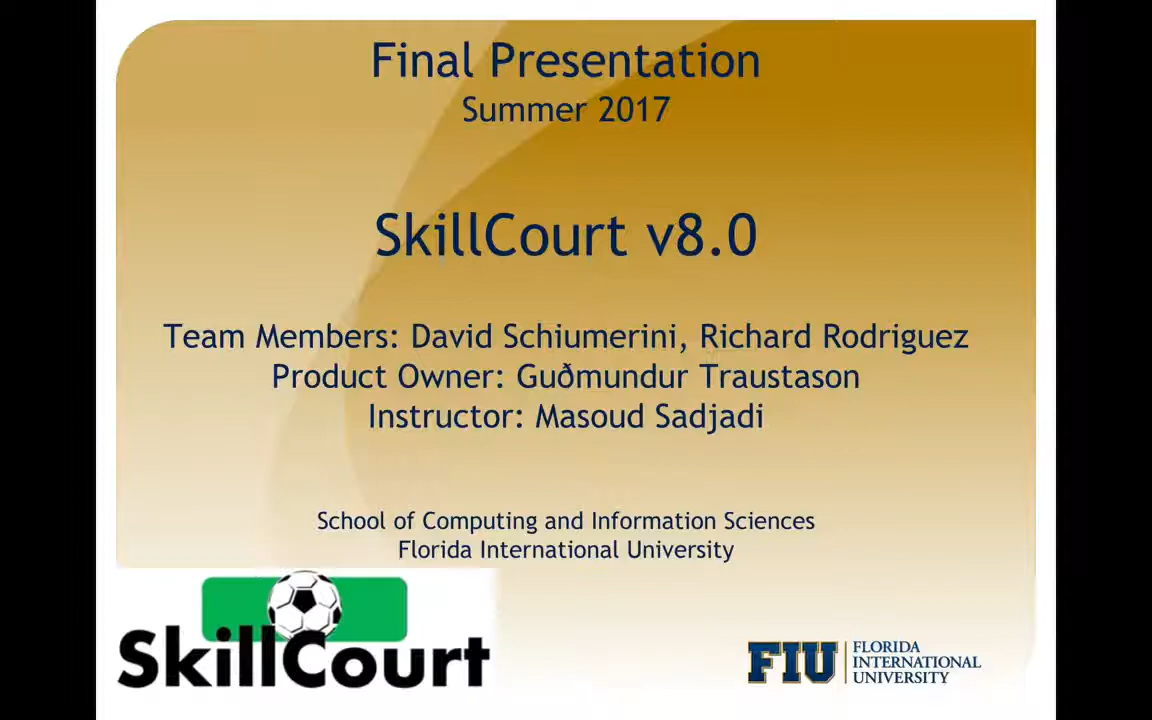 Final Presentation
Summer 2017
SkillCourt v8.0
Team Members: David Schiumerini, Richard Rodriguez
Product Owner: Guðmundur Traustason
Instructor: Masoud Sadjadi
School of Computing and Information Sciences
Florida International University
SkillCourt
FIU
FLORIDA
INTERNATIONAL
UNIVERSITY